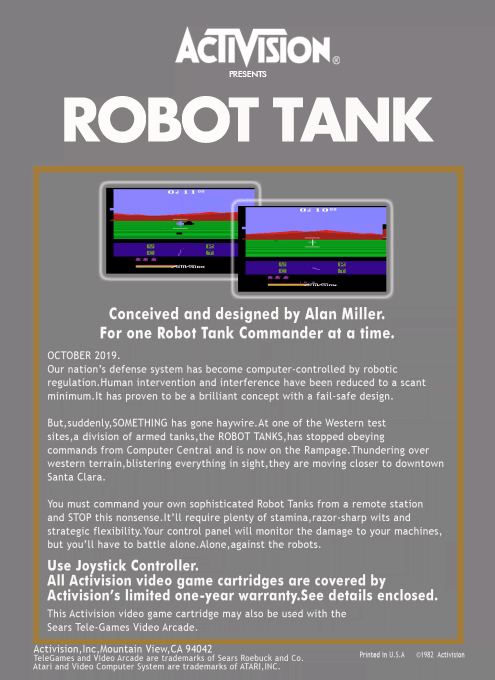 ACTIVISION®
PRESENTS
ROBOT TANK
Conceived and designed by Alan Miller.
For one Robot Tank Commander at a time.
OCTOBER 2019.
Our nation's defense system has become computer-controlled by robotic
regulation.Human intervention and interference have been reduced to a scant
minimum.It has proven to be a brilliant concept with a fail-safe design.
But,suddenly,SOMETHING has gone haywire.At one of the Western test
sites,a division of armed tanks,the ROBOT TANKS,has stopped obeying
commands from Computer Central and is now on the Rampage.Thundering over
western terrain,blistering everything in sight,they are moving closer to downtown
Santa Clara.
You must command your own sophisticated Robot Tanks from a remote station
and STOP this nonsense.It'll require plenty of stamina,razor-sharp wits and
strategic flexibility.Your control panel will monitor the damage to your machines,
but you'll have to battle alone.Alone,against the robots.
Use Joystick Controller.
All Activision video game cartridges are covered by
Activision's limited one-year warranty.See details enclosed.
This Activision video game cartridge may also be used with the
Sears Tele-Games Video Arcade.
Activision,Inc,Mountain View,CA 94042
TeleGames and Video Arcade are trademarks of Sears Roebuck and Co.
Atari and Video Computer System are trademarks of ATARI,INC.
Printed in U.S.A ©1982 Activision